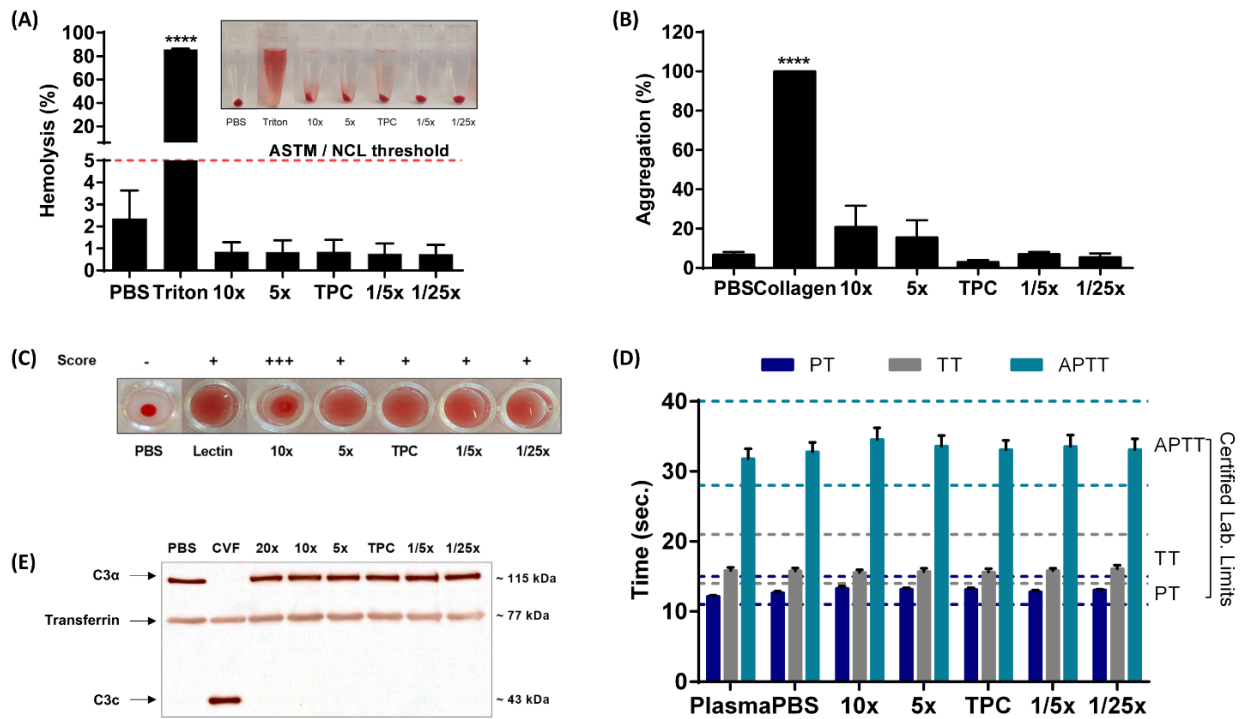 (A)
Hemolysis (%)
100
80
60
40
20
5
4
3
2
1
0
****
PBS Triton 10x 5x TPC 1/5x 1/25x
ASTM / NCL threshold
PBS Triton 10x 5x TPC 1/5x 1/25x
(B)
Aggregation (%)
120
100
80
60
40
20
0
****
PBS Collagen 10x 5x TPC 1/5x 1/25x
(C)
Score - + +++ + + + +
PBS Lectin 10x 5x TPC 1/5x 1/25x
(D)
PT TT APTT
Time (sec.)
40
30
20
10
0
APTT
TT
PT
Certified Lab. Limits
Plasma PBS 10x 5x TPC 1/5x 1/25x
(E)
PBS CVF 20x 10x 5x TPC 1/5x 1/25x
C3α ~ 115 kDa
Transferrin ~ 77 kDa
C3c ~ 43 kDa